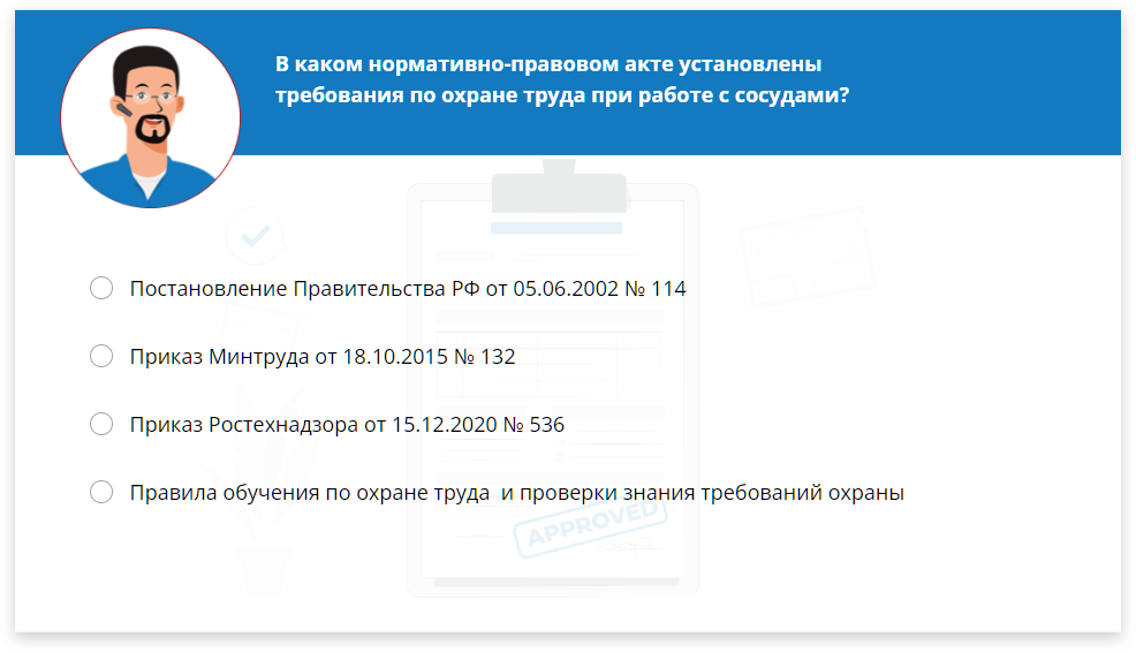 В каком нормативно-правовом акте установлены
требования по охране труда при работе с сосудами?
Постановление Правительства РФ от 05.06.2002 № 114
Приказ Минтруда от 18.10.2015 № 132
Приказ Ростехнадзора от 15.12.2020 № 536
Правила обучения по охране труда  и проверки знания требований охраны
APPROVED